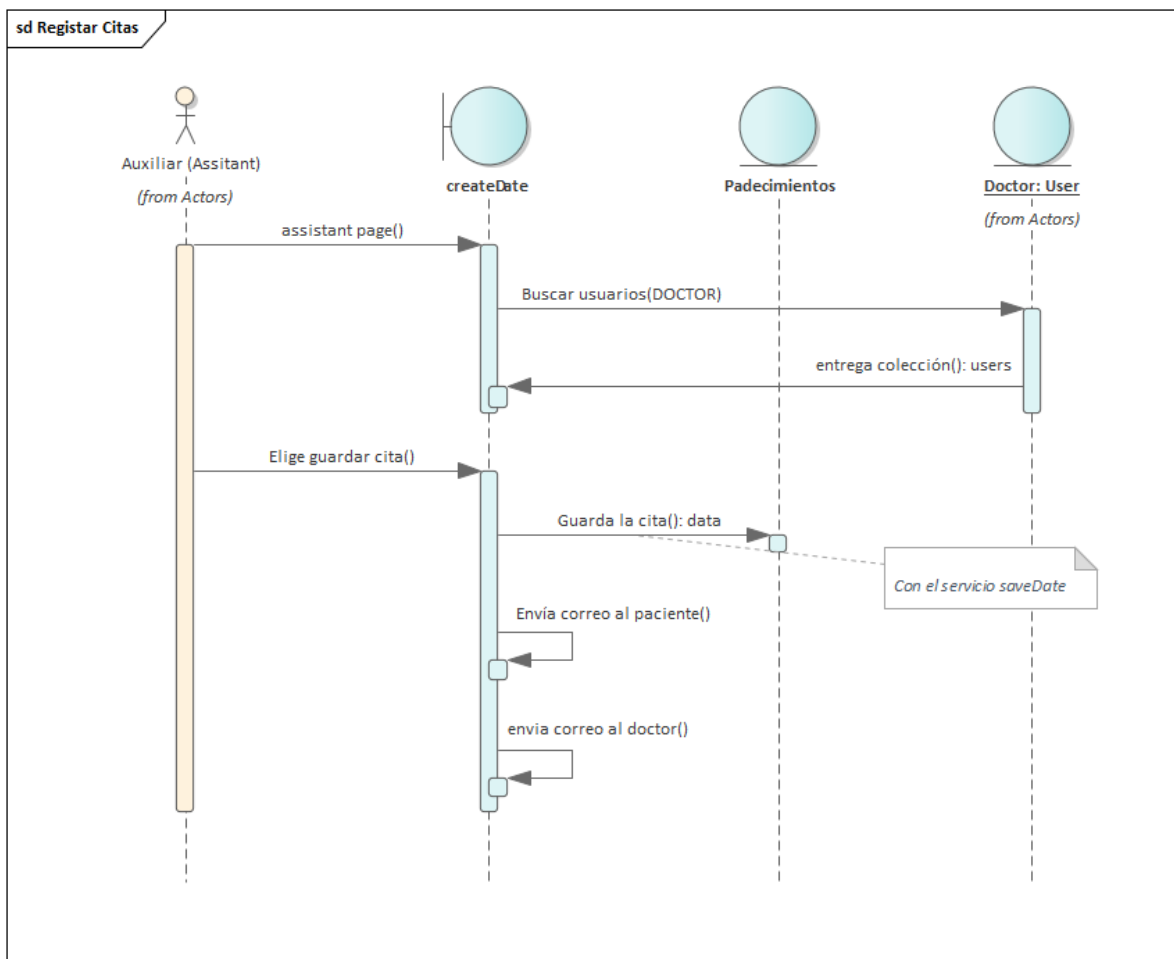 sd Registar Citas
Auxiliar (Assitant)
(from Actors)
createDate
Padecimientos
Doctor: User
(from Actors)
assistant page()
Buscar usuarios(DOCTOR)
entrega colección(): users
Elige guardar cita()
Guarda la cita(): data
Con el servicio saveDate
Envía correo al paciente()
envia correo al doctor()